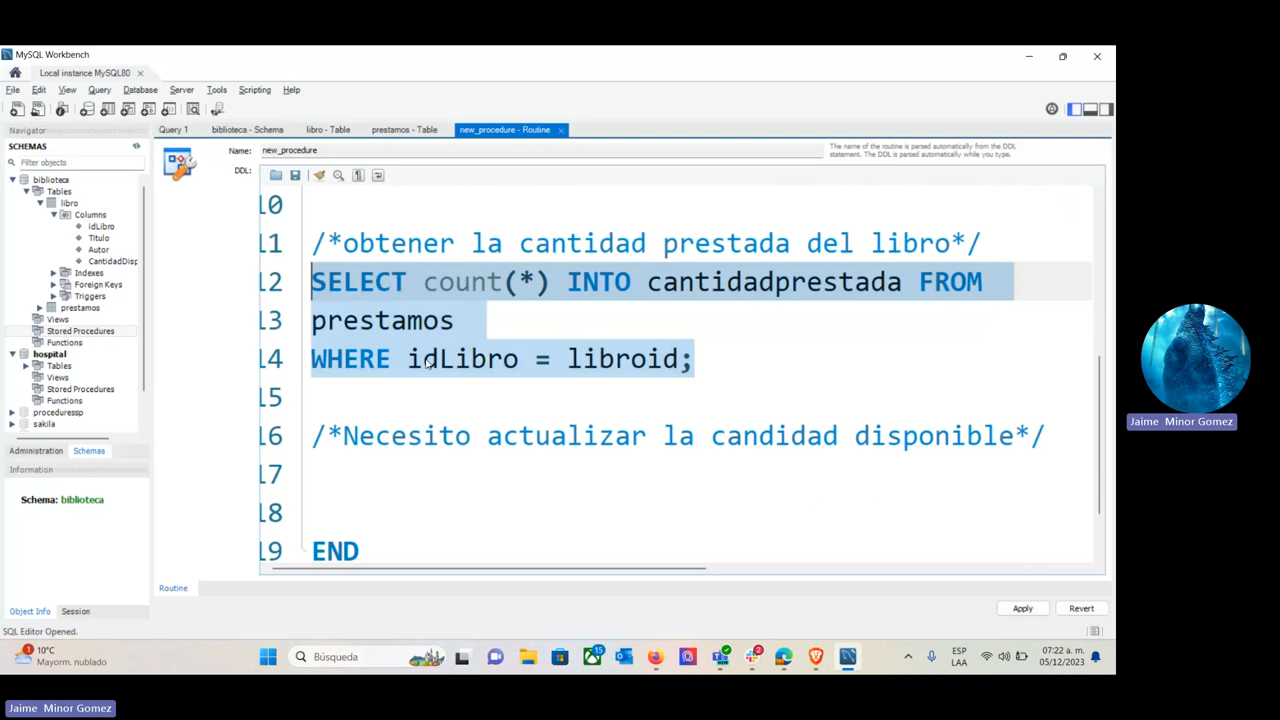 MySQL Workbench
Local instance MySQL80
File Edit View Query Database Server Tools Scripting Help
Navigator
SCHEMAS
Filter objects
biblioteca
Tables
libro
Columns
idLibro
Titulo
Autor
CantidadDisp
Indexes
Foreign Keys
Triggers
prestamos
Views
Stored Procedures
Functions
hospital
Tables
Views
Stored Procedures
Functions
proceduressp
sakila
Administration Schemas
Information
Schema: biblioteca
Object Info Session
SQL Editor Opened.
Query 1 biblioteca - Schema libro - Table prestamos - Table new_procedure - Routine
Name: new_procedure
The name of the routine is parsed automatically from the DDL
statement. The DDL is parsed automatically while you type.
DDL:
10
11 /*obtener la cantidad prestada del libro*/
12 SELECT count(*) INTO cantidadprestada FROM
13 prestamos
14 WHERE idLibro = libroid;
15
16 /*Necesito actualizar la candidad disponible*/
17
18
19 END
Routine
Apply Revert
1
10°C
Mayorm. nublado
Búsqueda
15
2
ESP
LAA
07:22 a. m.
05/12/2023
Jaime Minor Gomez
Jaime Minor Gomez